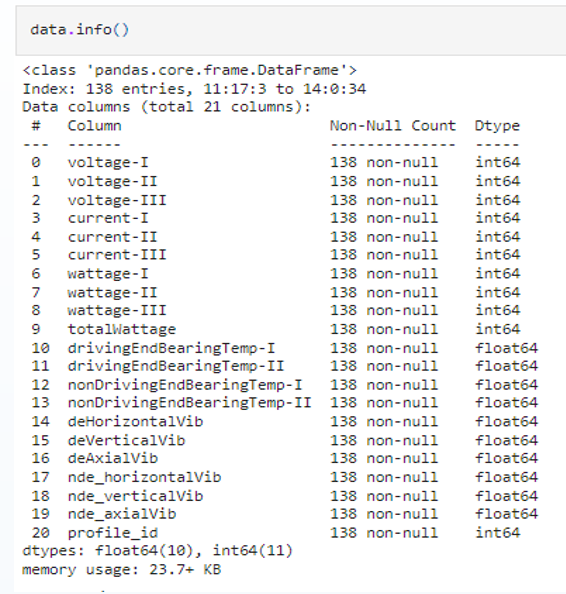 data.info()
<class 'pandas.core.frame.DataFrame'>
Index: 138 entries, 11:17:3 to 14:0:34
Data columns (total 21 columns):
 #   Column                     Non-Null Count  Dtype
---  ------                     --------------  -----
 0   voltage-I                  138 non-null    int64
 1   voltage-II                 138 non-null    int64
 2   voltage-III                138 non-null    int64
 3   current-I                  138 non-null    int64
 4   current-II                 138 non-null    int64
 5   current-III                138 non-null    int64
 6   wattage-I                  138 non-null    int64
 7   wattage-II                 138 non-null    int64
 8   wattage-III                138 non-null    int64
 9   totalWattage               138 non-null    int64
 10  drivingEndBearingTemp-I    138 non-null    float64
 11  drivingEndBearingTemp-II   138 non-null    float64
 12  nonDrivingEndBearingTemp-I  138 non-null    float64
 13  nonDrivingEndBearingTemp-II  138 non-null    float64
 14  deHorizontalVib            138 non-null    float64
 15  deVerticalVib              138 non-null    float64
 16  deAxialVib                 138 non-null    float64
 17  nde_horizontalVib          138 non-null    float64
 18  nde_verticalVib            138 non-null    float64
 19  nde_axialVib               138 non-null    float64
 20  profile_id                 138 non-null    int64
dtypes: float64(10), int64(11)
memory usage: 23.7+ KB